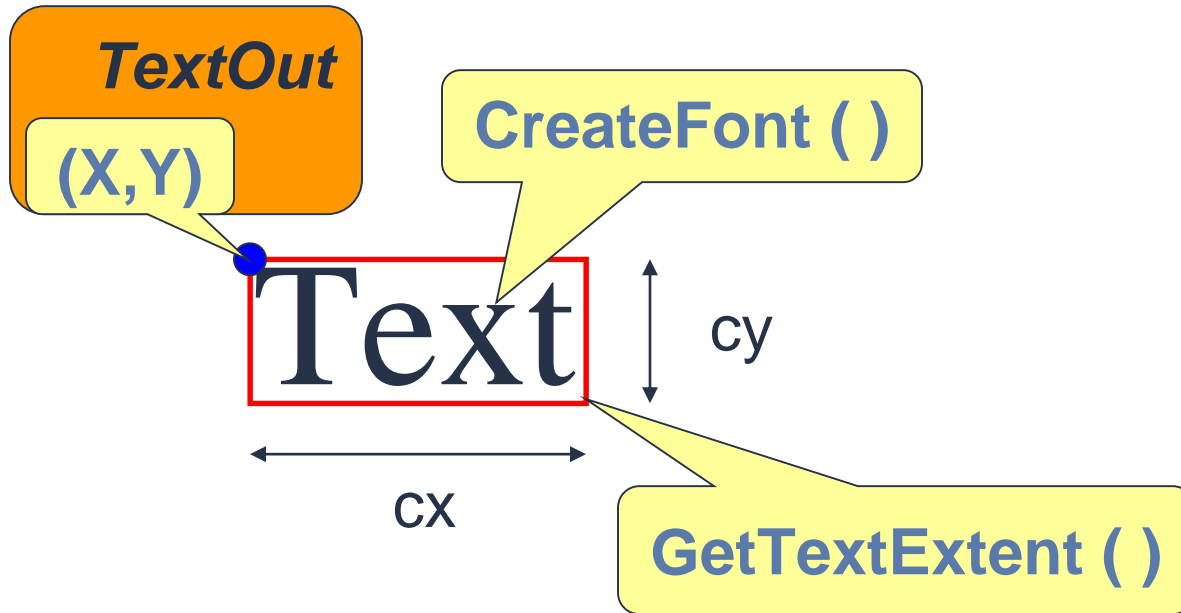 TextOut
CreateFont ( )
(X,Y)
Text
cy
cx
GetTextExtent ( )